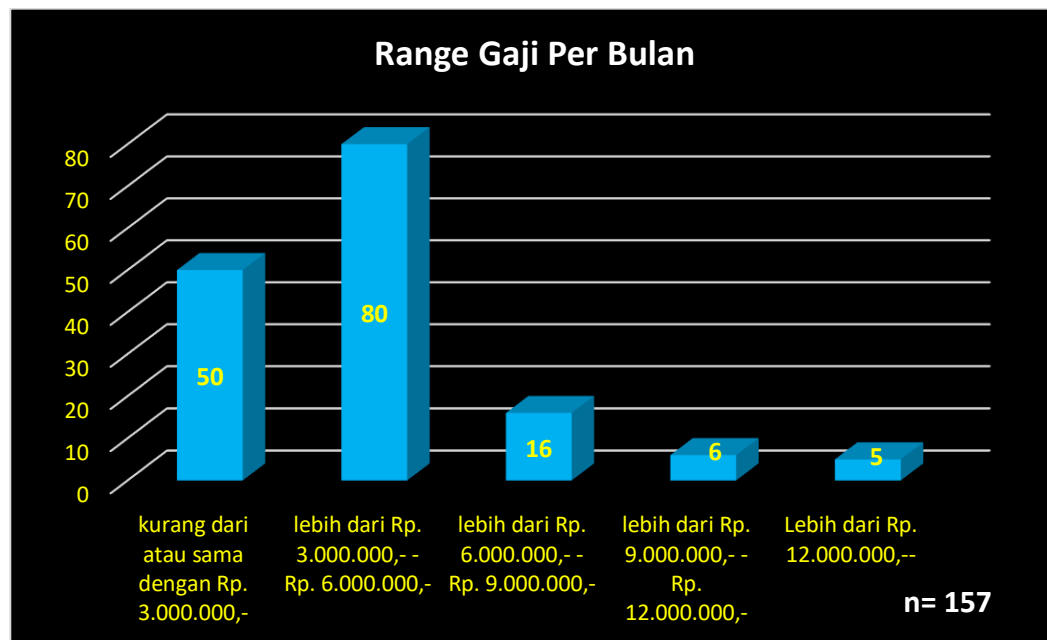 Range Gaji Per Bulan
80
70
60
50
40
30
20
10
0
50
80
16
6
5
kurang dari
atau sama
dengan Rp.
3.000.000,-
lebih dari Rp.
3.000.000,- -
Rp. 6.000.000,-
lebih dari Rp.
6.000.000,- -
Rp. 9.000.000,-
lebih dari Rp.
9.000.000,- -
Rp.
12.000.000,-
Lebih dari Rp.
12.000.000,--
n= 157